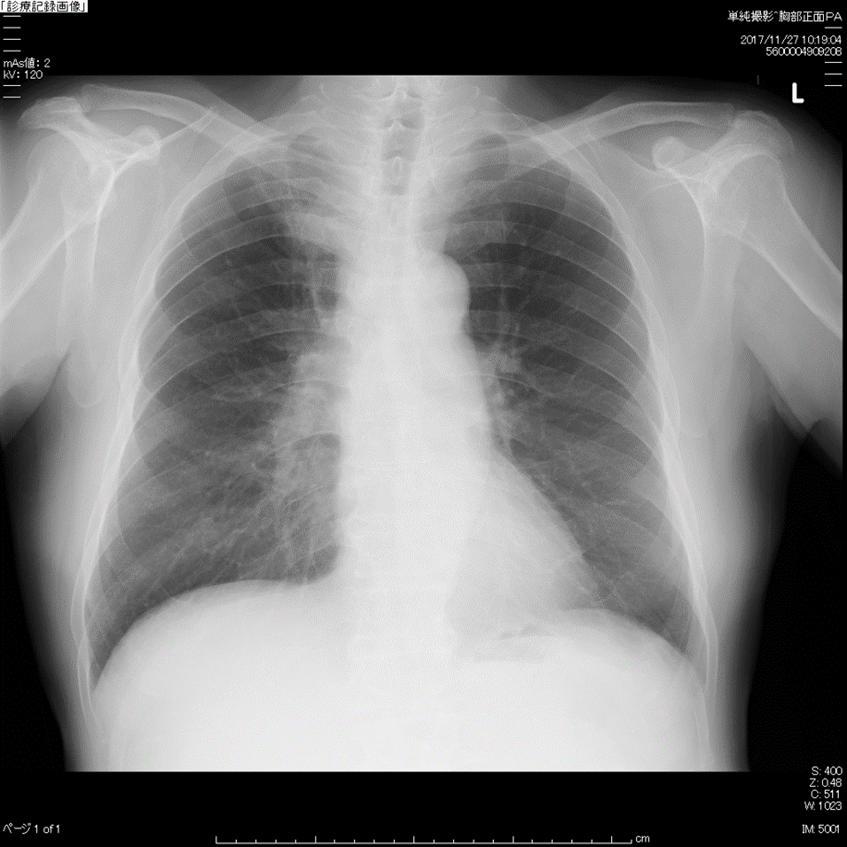 「診療記録画像」
単純撮影^胸部正面PA
2017/11/27 10:19:04
5600004909208
mAs値: 2
kV: 120
L
S: 400
Z: 0.48
C: 511
W: 1023
ページ1 of 1
cm
IM: 5001